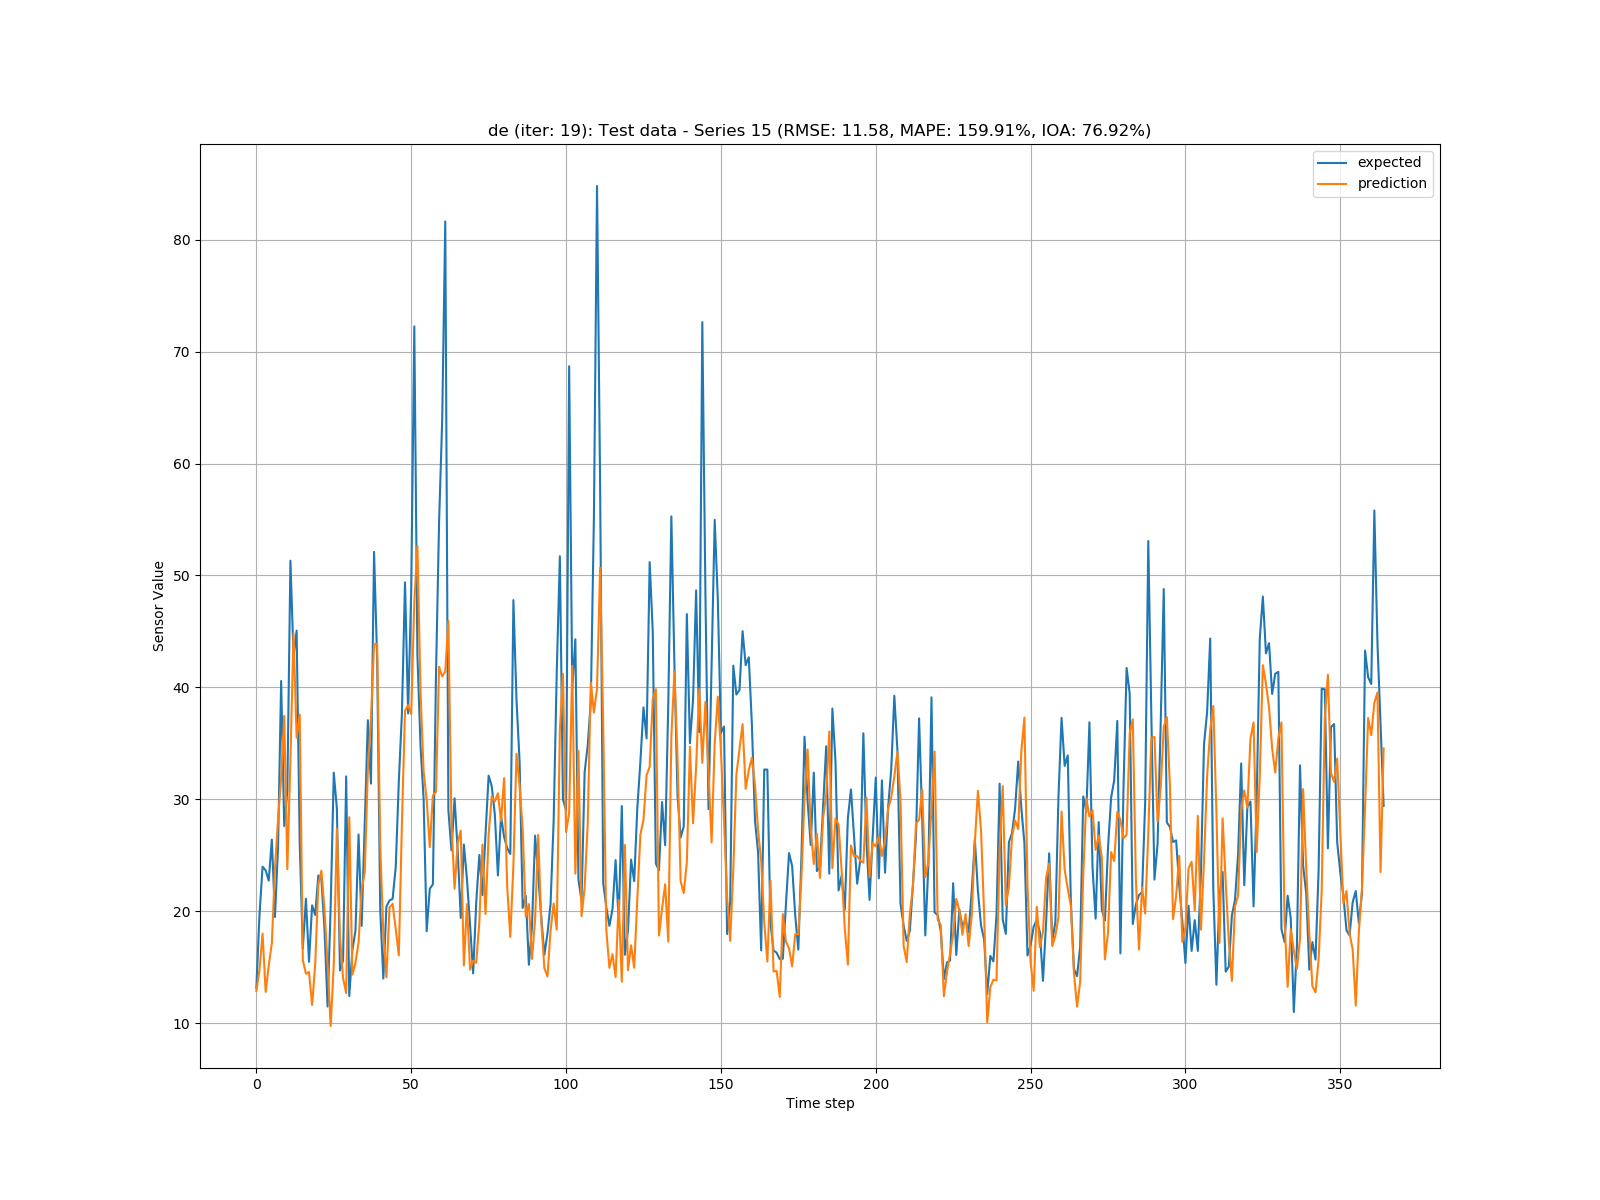 de (iter: 19): Test data - Series 15 (RMSE: 11.58, MAPE: 159.91%, IOA: 76.92%)
expected
prediction
80
70
60
50
40
30
20
10
Sensor Value
0 50 100 150 200 250 300 350
Time step